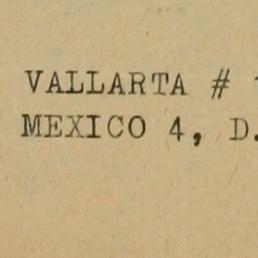 VALLARTA #
MEXICO 4, D.